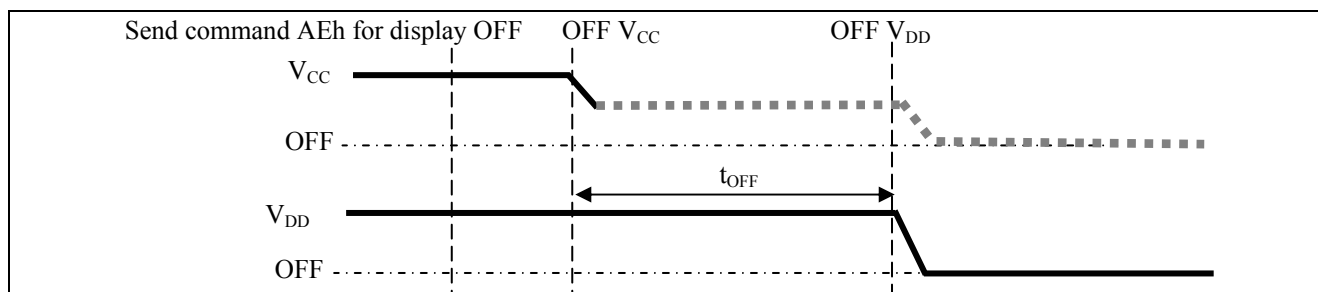 Send command AEh for display OFF OFF VCC OFF VDD
VCC
OFF
tOFF
VDD
OFF